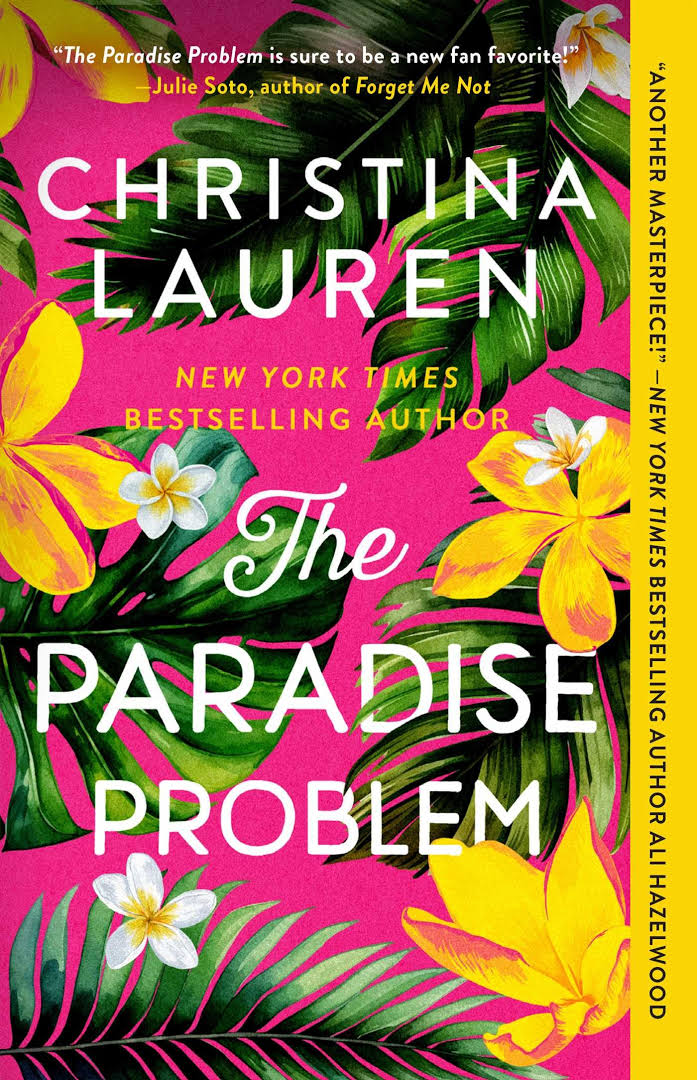 “The Paradise Problem is sure to be a new fan favorite!”
—Julie Soto, author of Forget Me Not
CHRISTINA
LAUREN
NEW YORK TIMES
BESTSELLING AUTHOR
The
PARADISE
PROBLEM
“ANOTHER MASTERPIECE!” —NEW YORK TIMES BESTSELLING AUTHOR ALI HAZELWOOD